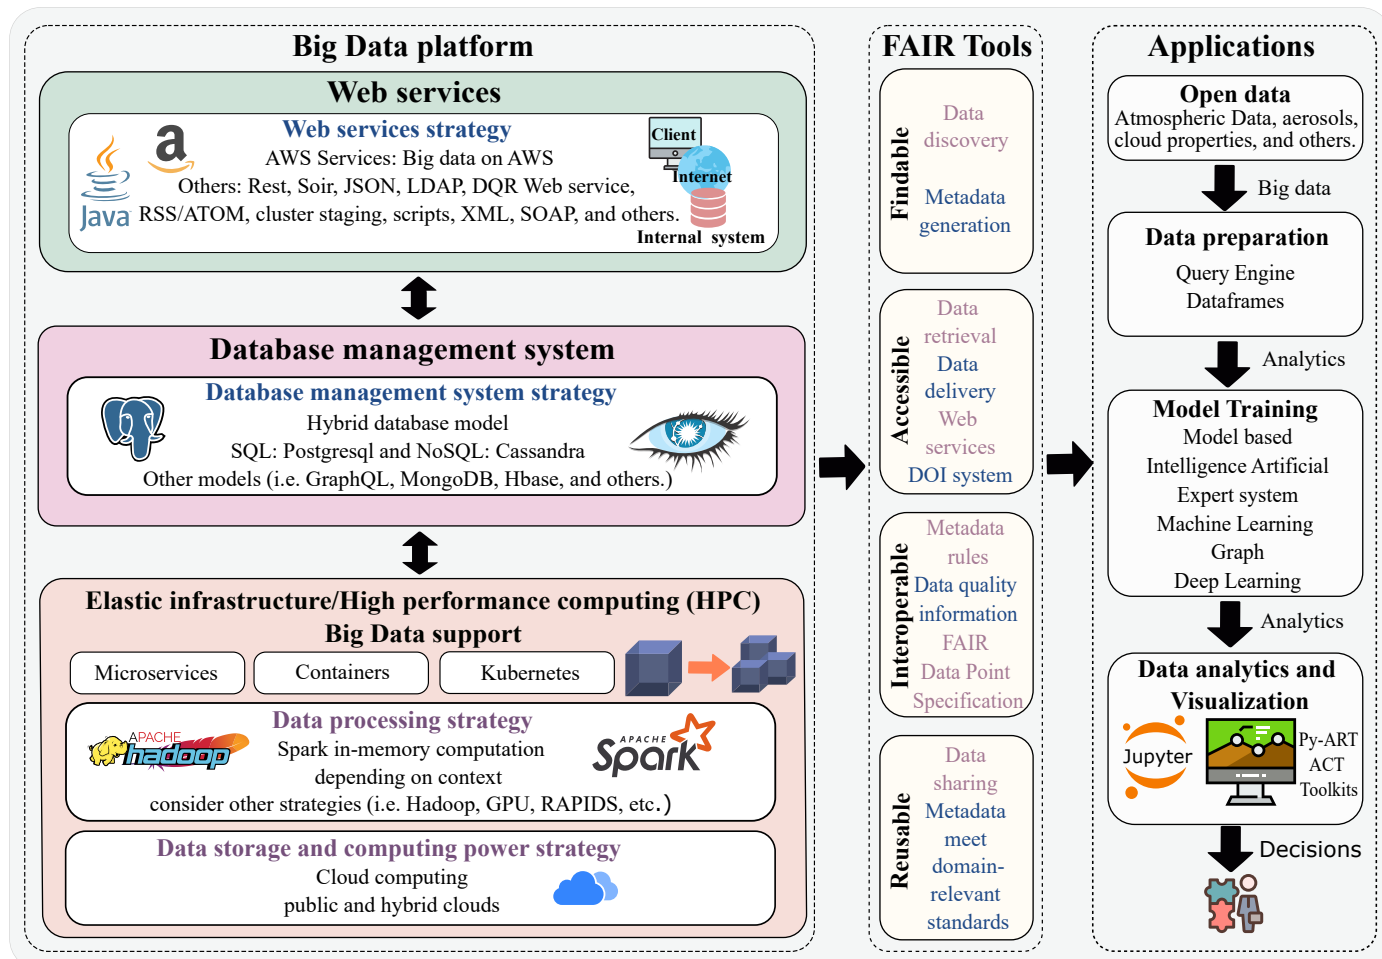 Big Data platform
Web services
Web services strategy
AWS Services: Big data on AWS
Others: Rest, Soir, JSON, LDAP, DQR Web service,
RSS/ATOM, cluster staging, scripts, XML, SOAP, and others.
a
Java
Client
Internet
Internal system
Database management system
Database management system strategy
Hybrid database model
SQL: Postgresql and NoSQL: Cassandra
Other models (i.e. GraphQL, MongoDB, Hbase, and others.)
Elastic infrastructure/High performance computing (HPC)
Big Data support
Microservices
Containers
Kubernetes
Data processing strategy
APACHE
hadoop
Spark in-memory computation
depending on context
consider other strategies (i.e. Hadoop, GPU, RAPIDS, etc.)
APACHE
Spark
Data storage and computing power strategy
Cloud computing
public and hybrid clouds
FAIR Tools
Findable
Data
discovery
Metadata
generation
Accessible
Data
retrieval
Data
delivery
Web
services
DOI system
Interoperable
Metadata
rules
Data quality
information
FAIR
Data Point
Specification
Reusable
Data
sharing
Metadata
meet
domain-
relevant
standards
Applications
Open data
Atmospheric Data, aerosols,
cloud properties, and others.
Big data
Data preparation
Query Engine
Dataframes
Analytics
Model Training
Model based
Intelligence Artificial
Expert system
Machine Learning
Graph
Deep Learning
Analytics
Data analytics and
Visualization
Jupyter
Py-ART
ACT
Toolkits
Decisions